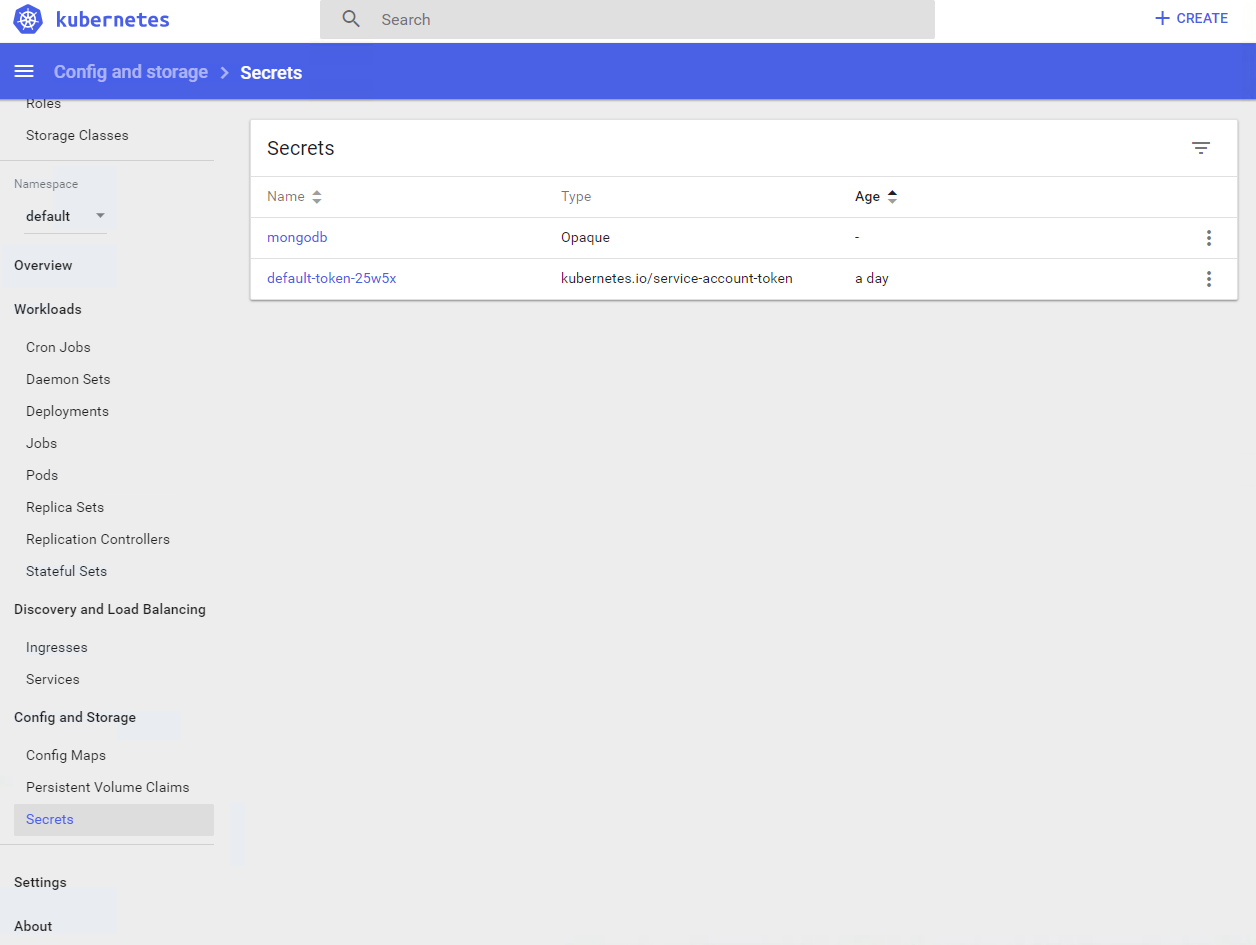 kubernetes
Search
CREATE
Config and storage
Secrets
Roles
Storage Classes
Namespace
default
Overview
Workloads
Cron Jobs
Daemon Sets
Deployments
Jobs
Pods
Replica Sets
Replication Controllers
Stateful Sets
Discovery and Load Balancing
Ingresses
Services
Config and Storage
Config Maps
Persistent Volume Claims
Secrets
Settings
About
Secrets
Name Type Age
mongodb Opaque -
default-token-25w5x kubernetes.io/service-account-token a day